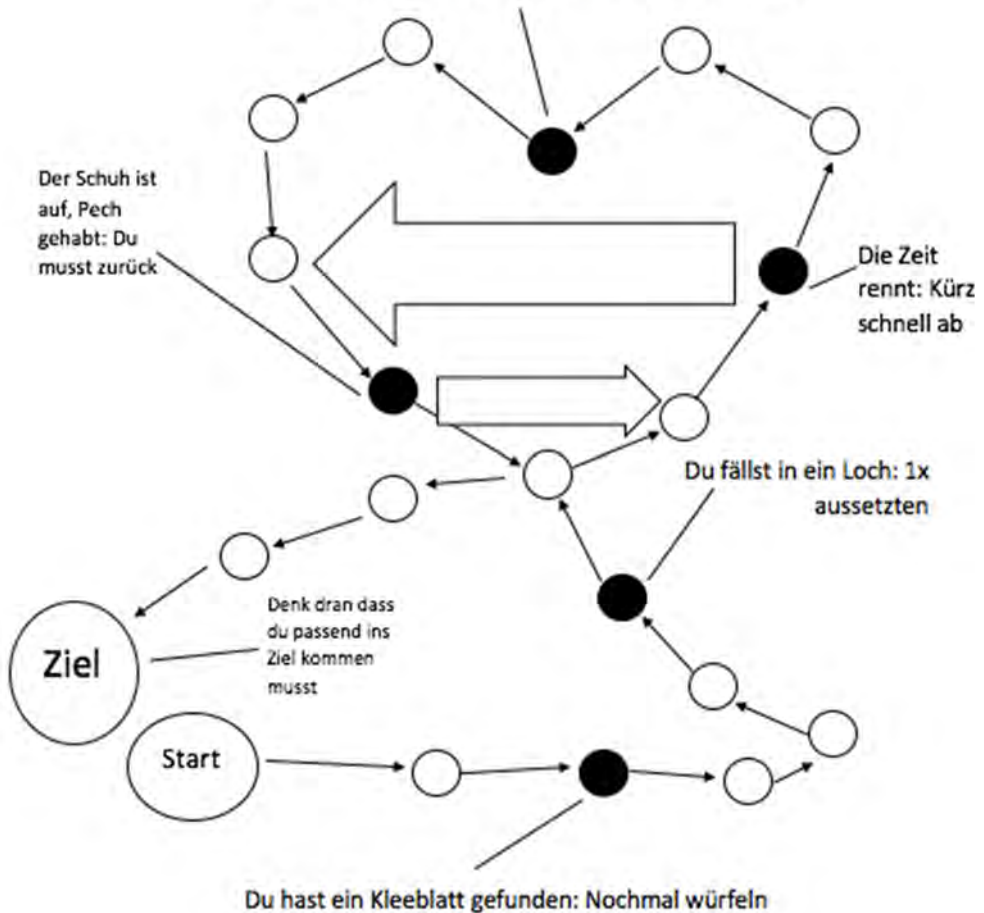 Der Schuh ist
auf, Pech
gehabt: Du
musst zurück
Die Zeit
rennt: Kürz
schnell ab
Du fällst in ein Loch: 1x
aussetzten
Denk dran dass
du passend ins
Ziel kommen
musst
Ziel
Start
Du hast ein Kleeblatt gefunden: Nochmal würfeln